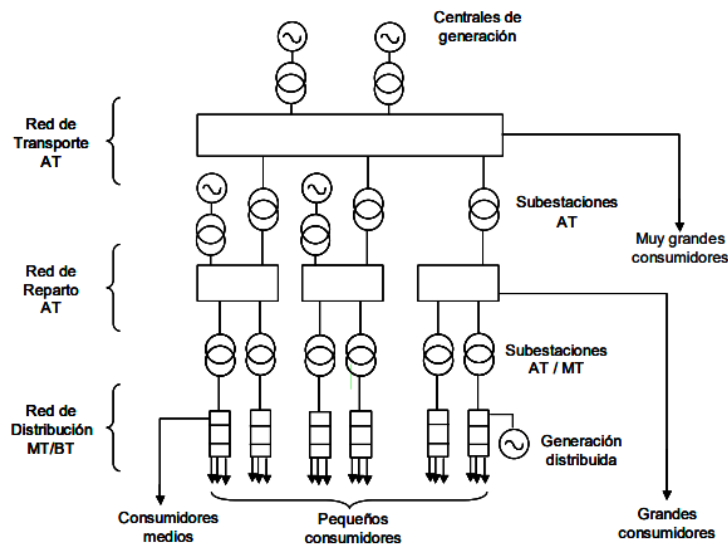 Centrales de
generación
Red de
Transporte
AT
Subestaciones
AT
Muy grandes
consumidores
Red de
Reparto
AT
Subestaciones
AT / MT
Red de
Distribución
MT/BT
Generación
distribuida
Consumidores
medios
Pequeños
consumidores
Grandes
consumidores